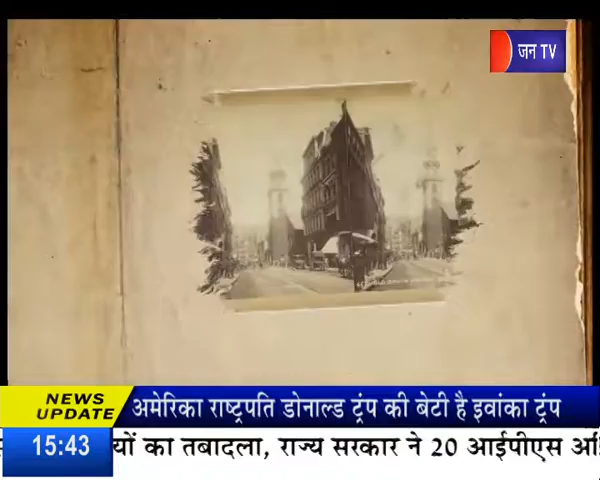 जन TV
NEWS UPDATE
अमेरिका राष्ट्रपति डोनाल्ड ट्रंप की बेटी है इवांका ट्रंप
15:43
यों का तबादला, राज्य सरकार ने 20 आईपीएस अ